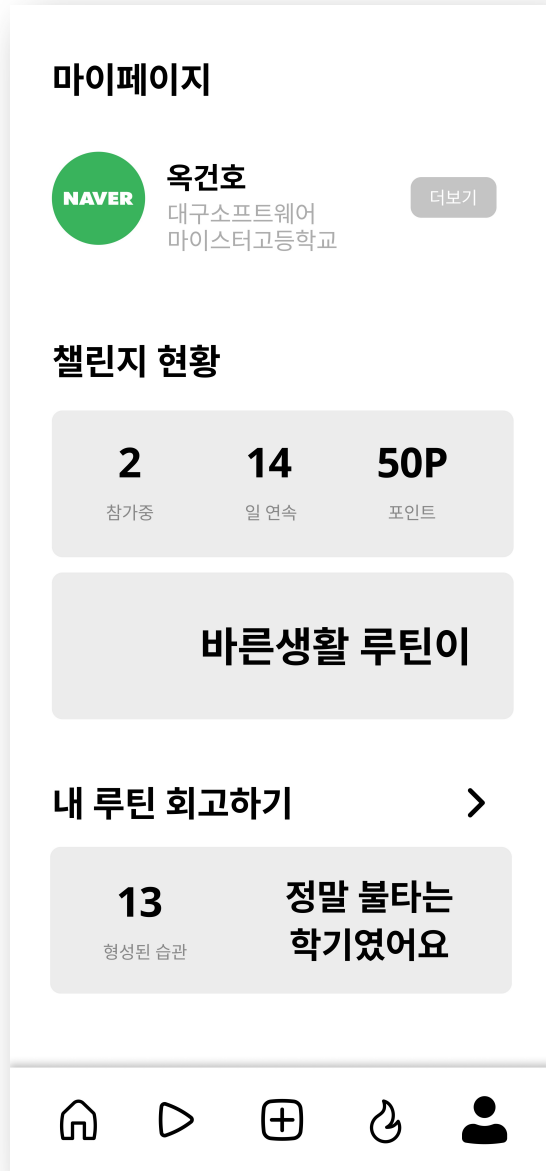 마이페이지
NAVER
옥건호
대구소프트웨어
마이스터고등학교
더보기
챌린지 현황
2 14 50P
참가중 일 연속 포인트
바른생활 루틴이
내 루틴 회고하기
13
형성된 습관
정말 불타는
학기였어요